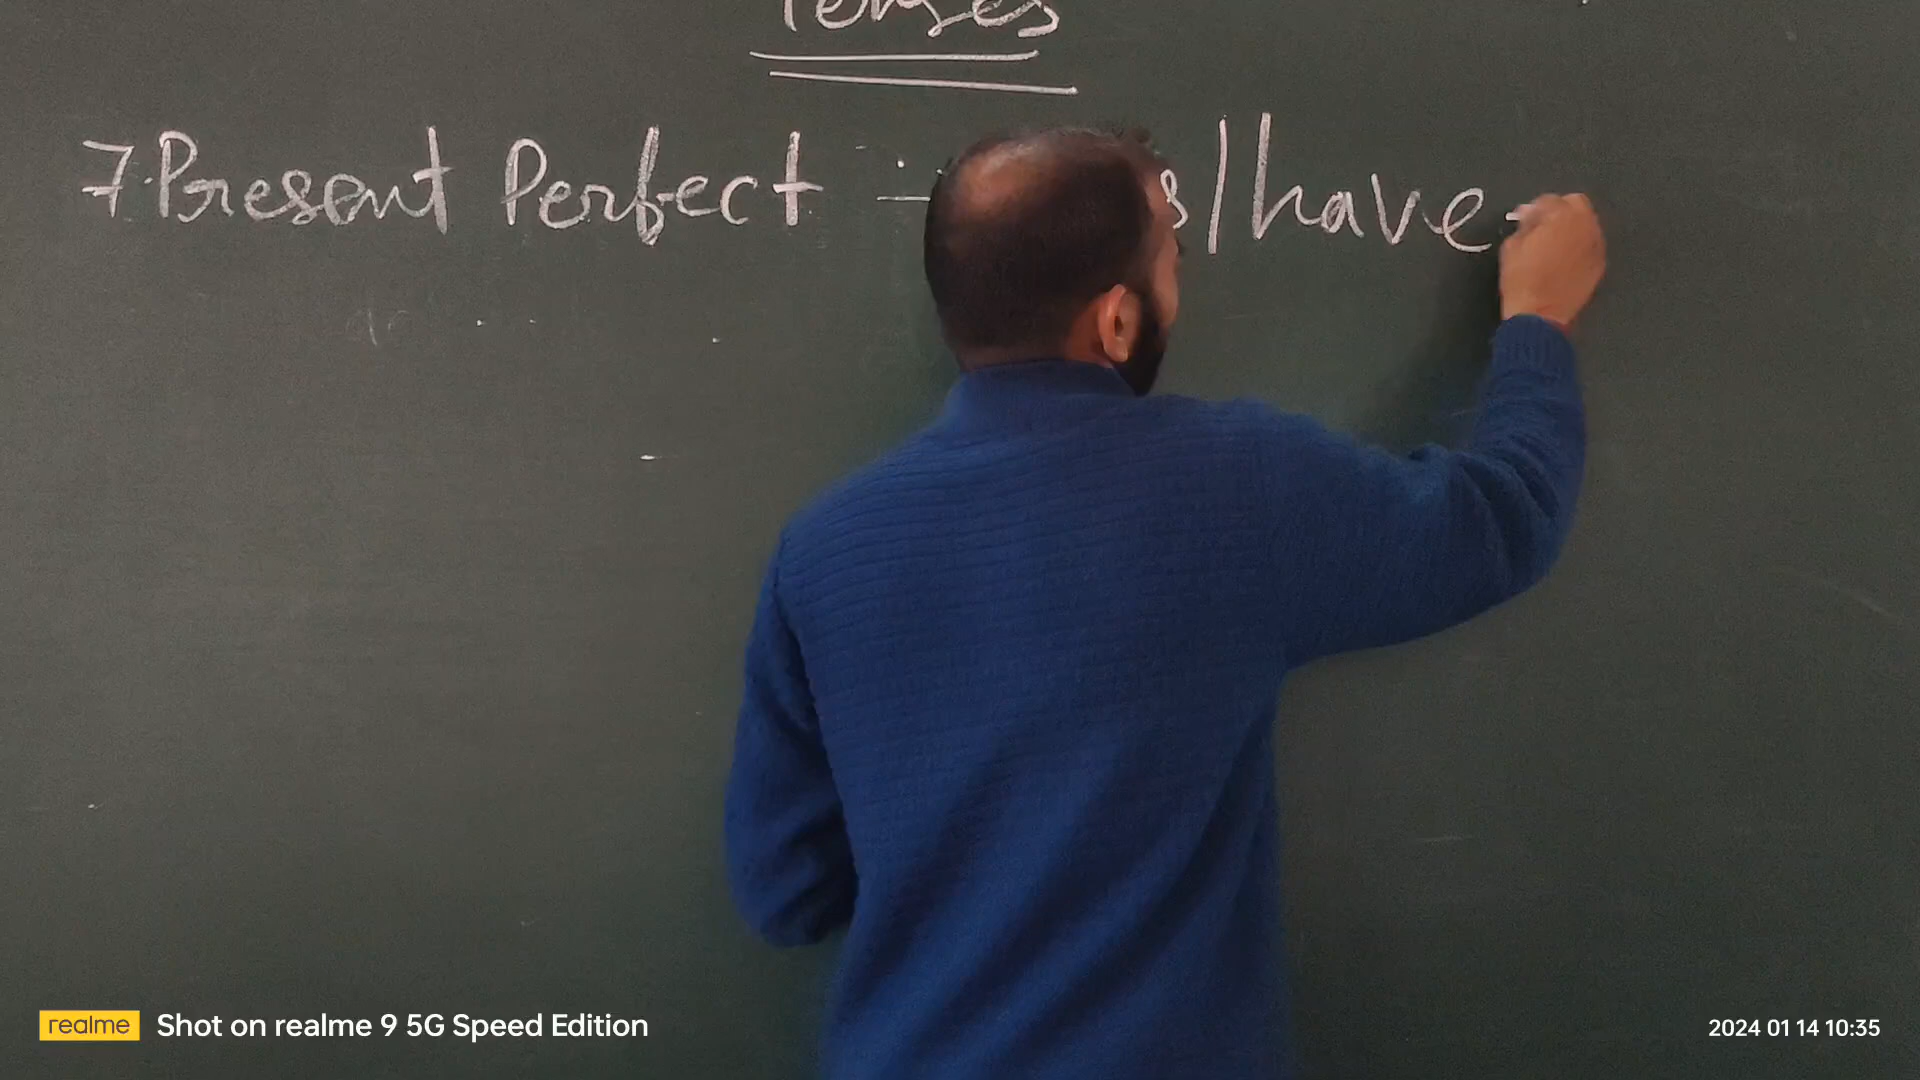 Tenses
7. Present Perfect :- s/have
realme Shot on realme 9 5G Speed Edition
2024 01 14 10:35